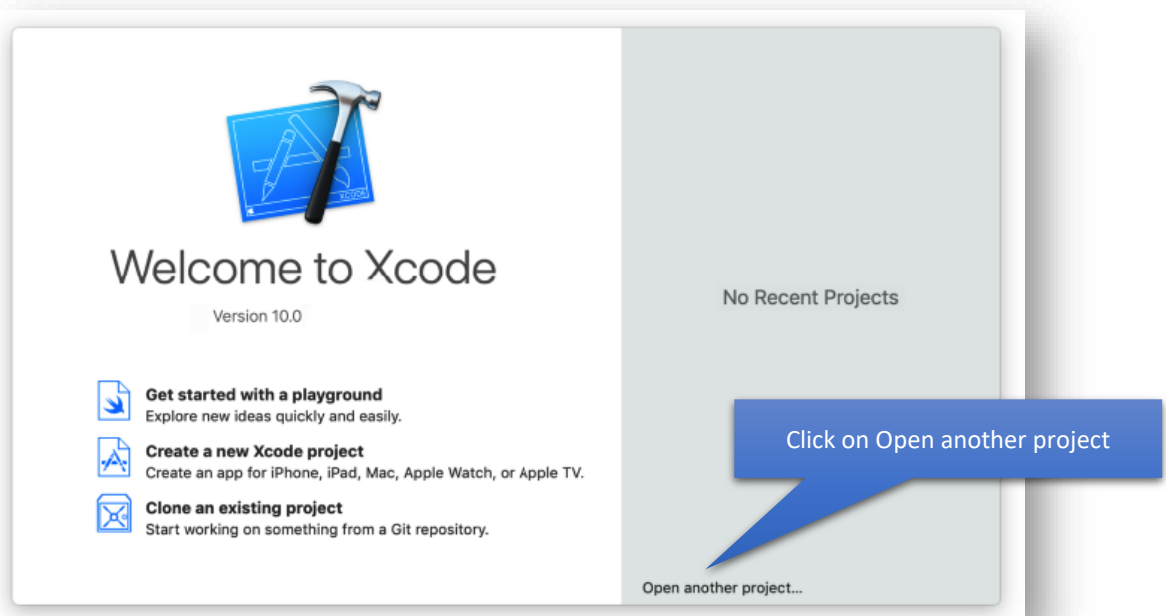 XCODE
Welcome to Xcode
Version 10.0
Get started with a playground
Explore new ideas quickly and easily.
Create a new Xcode project
Create an app for iPhone, iPad, Mac, Apple Watch, or Apple TV.
Clone an existing project
Start working on something from a Git repository.
No Recent Projects
Click on Open another project
Open another project...